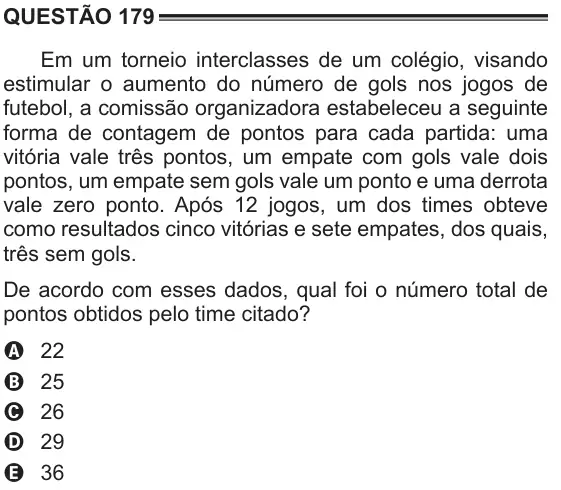 QUESTÃO 179
Em um torneio interclasses de um colégio, visando
estimular o aumento do número de gols nos jogos de
futebol, a comissão organizadora estabeleceu a seguinte
forma de contagem de pontos para cada partida: uma
vitória vale três pontos, um empate com gols vale dois
pontos, um empate sem gols vale um ponto e uma derrota
vale zero ponto. Após 12 jogos, um dos times obteve
como resultados cinco vitórias e sete empates, dos quais,
três sem gols.
De acordo com esses dados, qual foi o número total de
pontos obtidos pelo time citado?
A 22
B 25
C 26
D 29
E 36